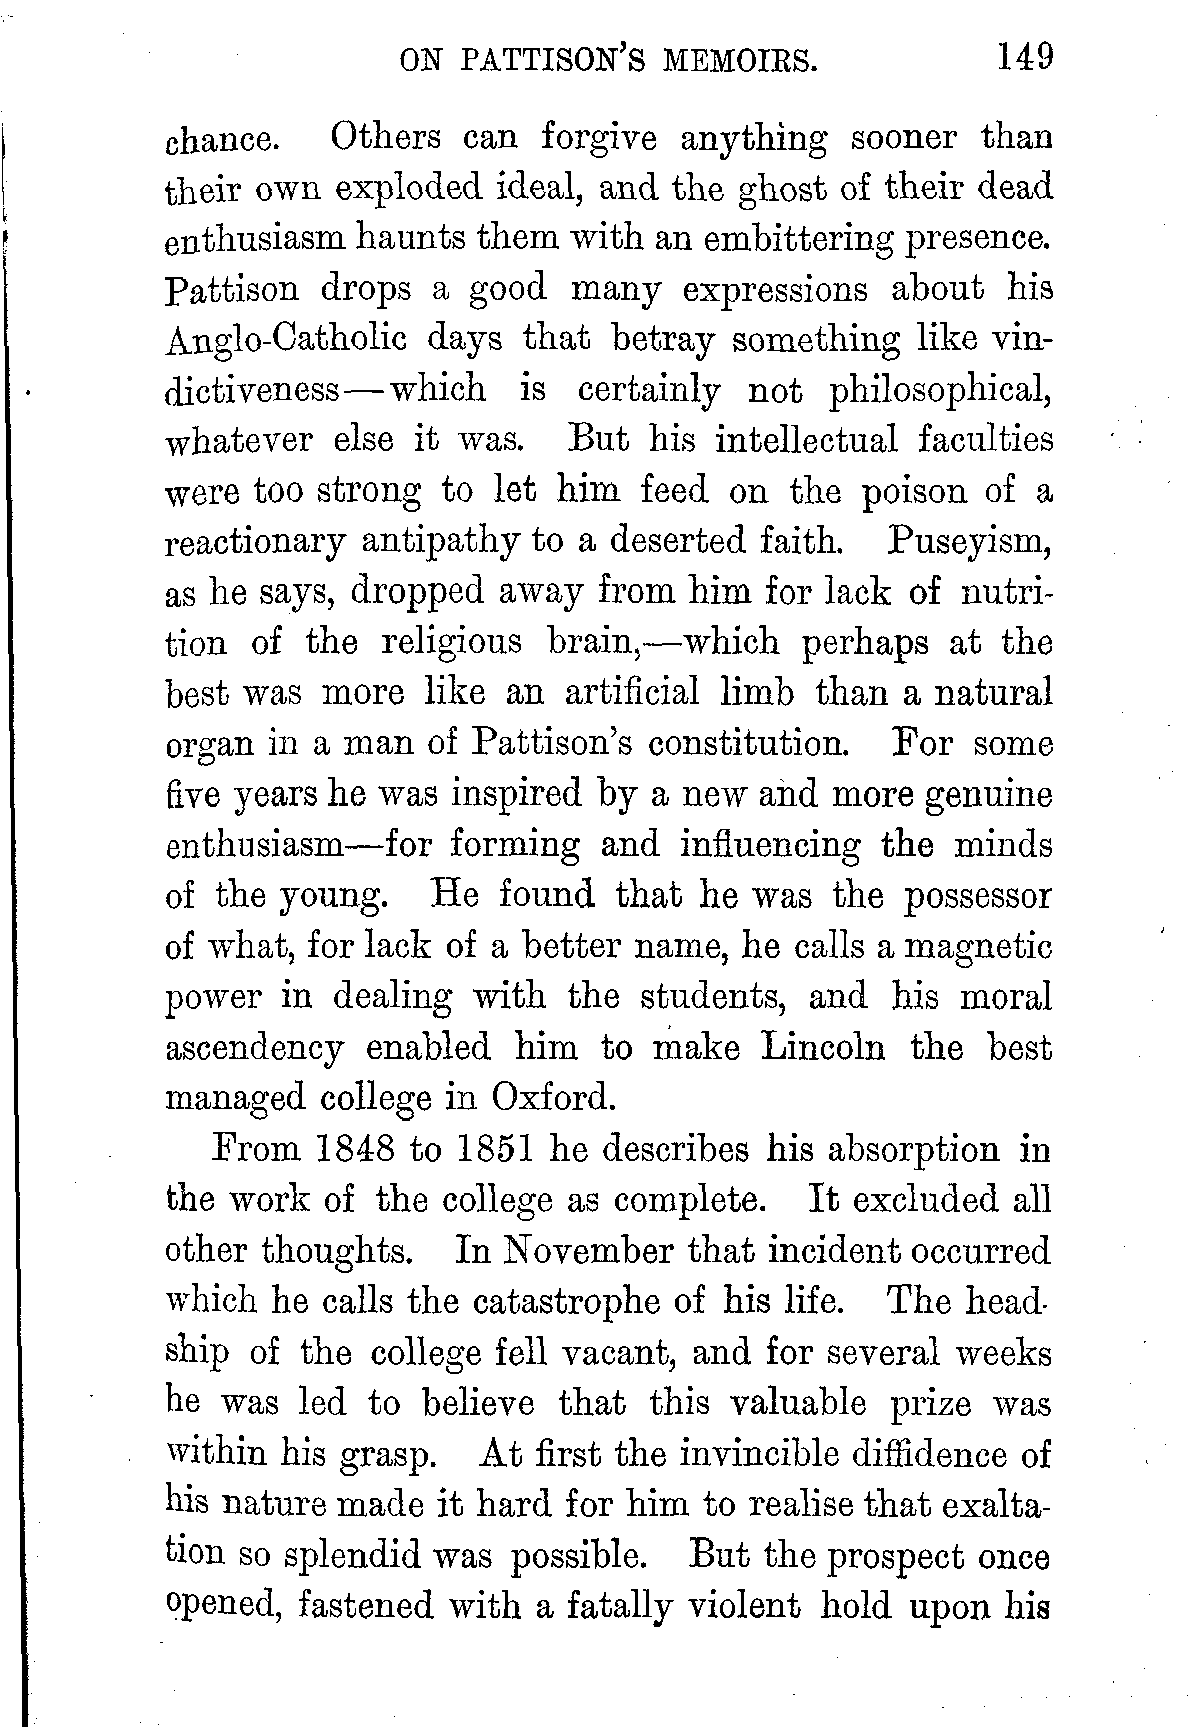 ON PATTISON'S MEMOIRS. 149
chance. Others can forgive anything sooner than
their own exploded ideal, and the ghost of their dead
enthusiasm haunts them with an embittering presence.
Pattison drops a good many expressions about his
Anglo-Catholic days that betray something like vin-
dictiveness—which is certainly not philosophical,
whatever else it was. But his intellectual faculties
were too strong to let him feed on the poison of a
reactionary antipathy to a deserted faith. Puseyism,
as he says, dropped away from him for lack of nutri-
tion of the religious brain,—which perhaps at the
best was more like an artificial limb than a natural
organ in a man of Pattison's constitution. For some
five years he was inspired by a new and more genuine
enthusiasm—for forming and influencing the minds
of the young. He found that he was the possessor
of what, for lack of a better name, he calls a magnetic
power in dealing with the students, and his moral
ascendency enabled him to make Lincoln the best
managed college in Oxford.
From 1848 to 1851 he describes his absorption in
the work of the college as complete. It excluded all
other thoughts. In November that incident occurred
which he calls the catastrophe of his life. The head-
ship of the college fell vacant, and for several weeks
he was led to believe that this valuable prize was
within his grasp. At first the invincible diffidence of
his nature made it hard for him to realise that exalta-
tion so splendid was possible. But the prospect once
opened, fastened with a fatally violent hold upon his